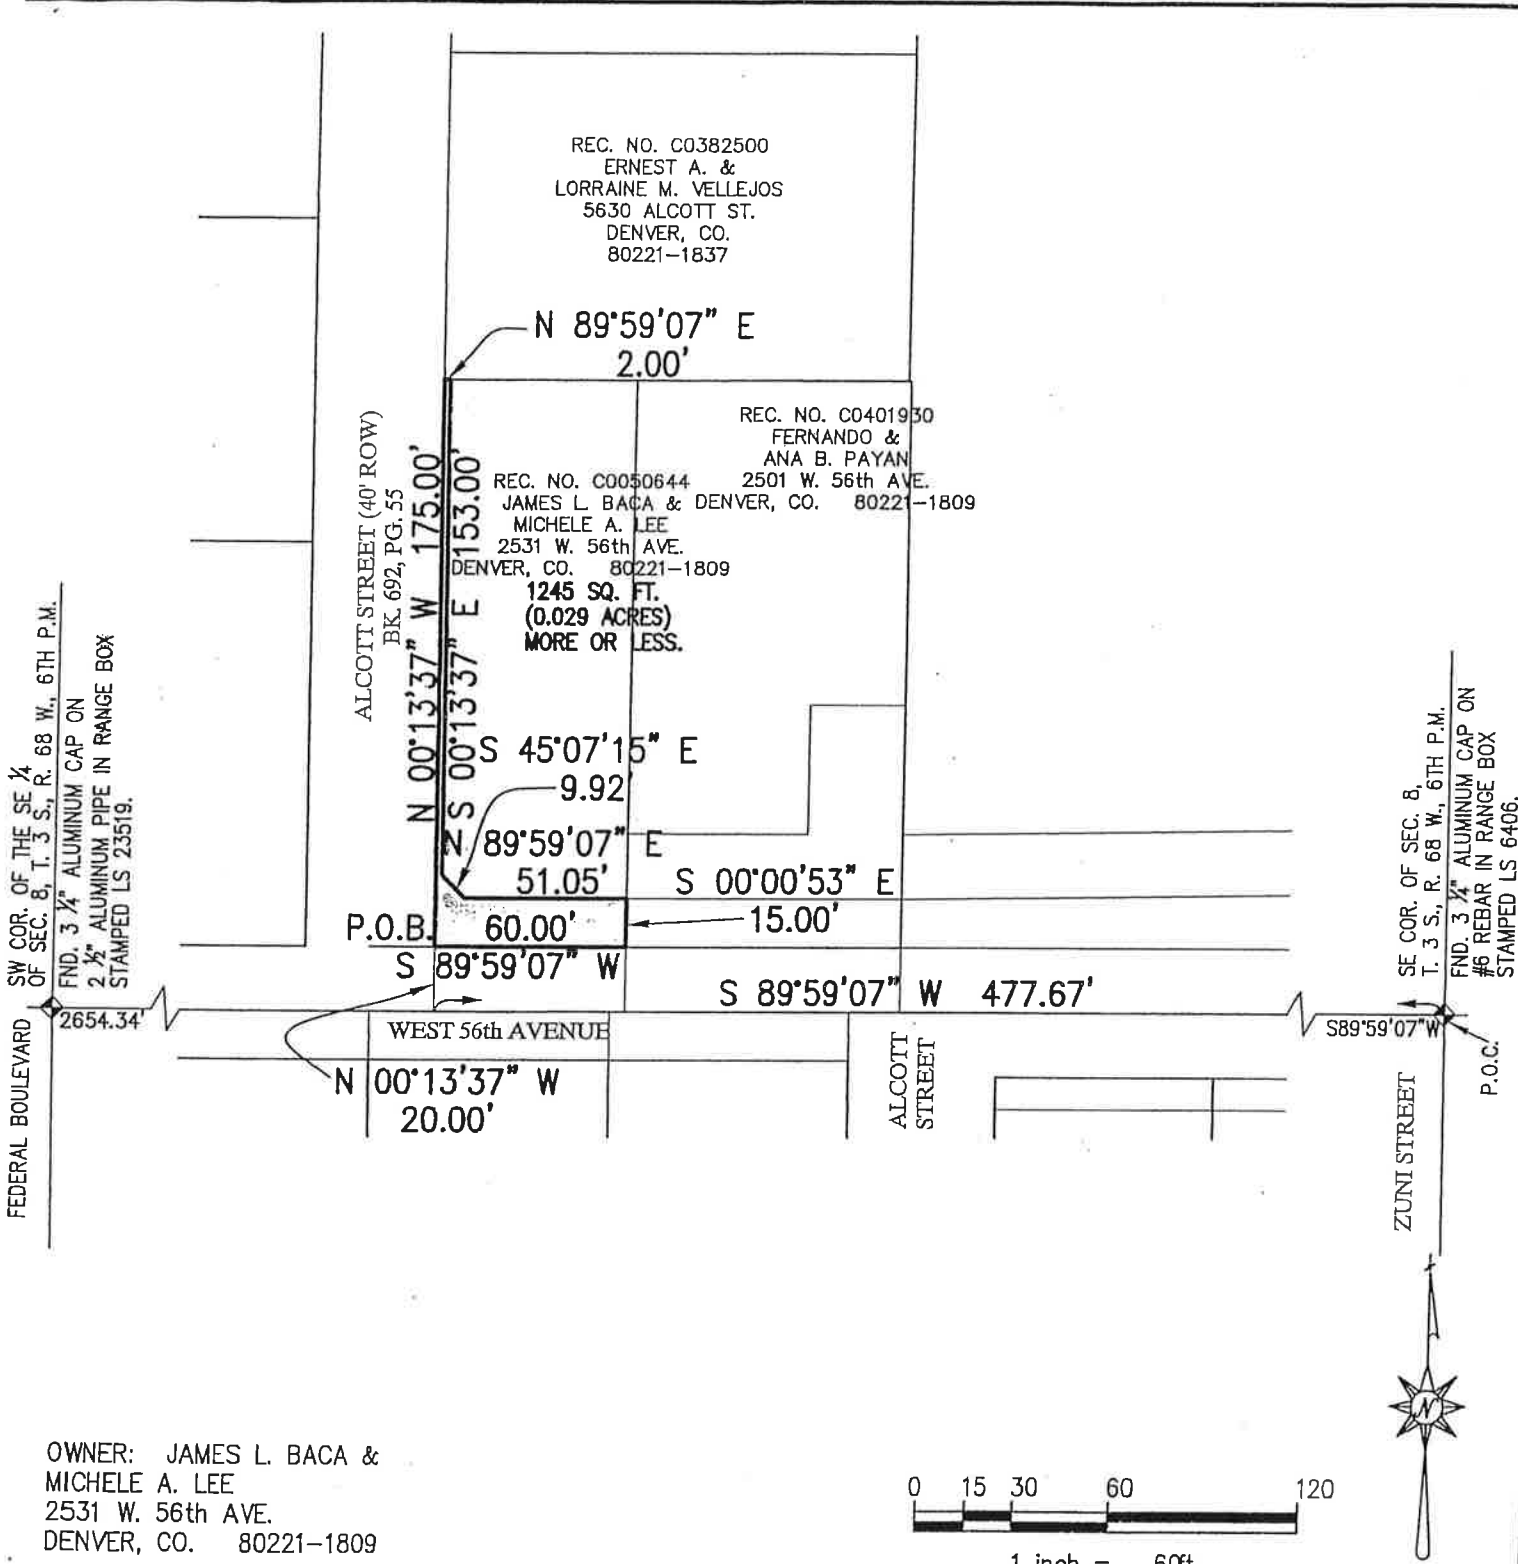 REC. NO. C0382500
ERNEST A. &
LORRAINE M. VELLEJOS
5630 ALCOTT ST.
DENVER, CO.
80221-1837
N 89°59'07" E
2.00'
ALCOTT STREET (40' ROW)
BK. 692, PG. 55
N 00°13'37" W 175.00'
S 00°13'37" E 153.00'
REC. NO. C0401930
FERNANDO &
ANA B. PAYAN
2501 W. 56th AVE.
DENVER, CO. 80221-1809
REC. NO. C0050644
JAMES L. BACA &
MICHELE A. LEE
2531 W. 56th AVE.
DENVER, CO. 80221-1809
1245 SQ. FT.
(0.029 ACRES)
MORE OR LESS.
S 45°07'15" E
9.92'
N 89°59'07" E
51.05'
S 00°00'53" E
15.00'
P.O.B.
60.00'
S 89°59'07" W
S 89°59'07" W 477.67'
SW COR. OF THE SE 1/4
OF SEC. 8, T. 3 S., R. 68 W., 6TH P.M.
FND. 3 1/4" ALUMINUM CAP ON
2 1/2" ALUMINUM PIPE IN RANGE BOX
STAMPED LS 23519.
2654.34'
FEDERAL BOULEVARD
WEST 56th AVENUE
N 00°13'37" W
20.00'
ALCOTT
STREET
SE COR. OF SEC. 8,
T. 3 S., R. 68 W., 6TH P.M.
FND. 3 1/4" ALUMINUM CAP ON
#6 REBAR IN RANGE BOX
STAMPED LS 6406.
S89°59'07"W
P.O.C.
ZUNI STREET
N
OWNER: JAMES L. BACA &
MICHELE A. LEE
2531 W. 56th AVE.
DENVER, CO. 80221-1809
0 15 30 60 120
1 inch = 60ft